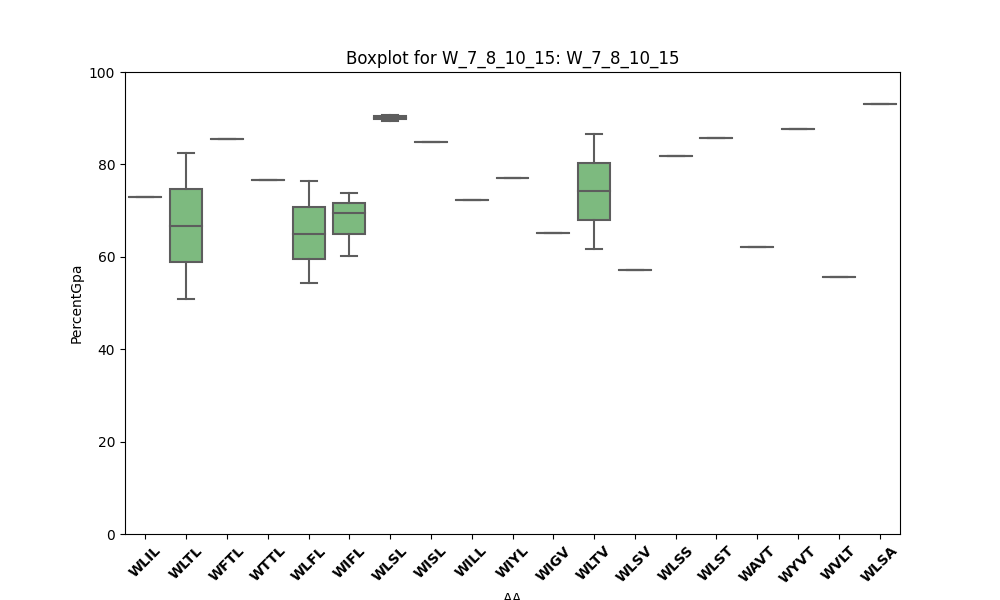 Boxplot for W_7_8_10_15: W_7_8_10_15
100
80
60
40
20
0
PercentGpa
WLIL WLTL WFTL WTTL WLFL WIFL WLSL WISL WILL WIYL WIGV WLTV WLSV WLSS WLST WAVT WYVT WVLT WLSA
AA